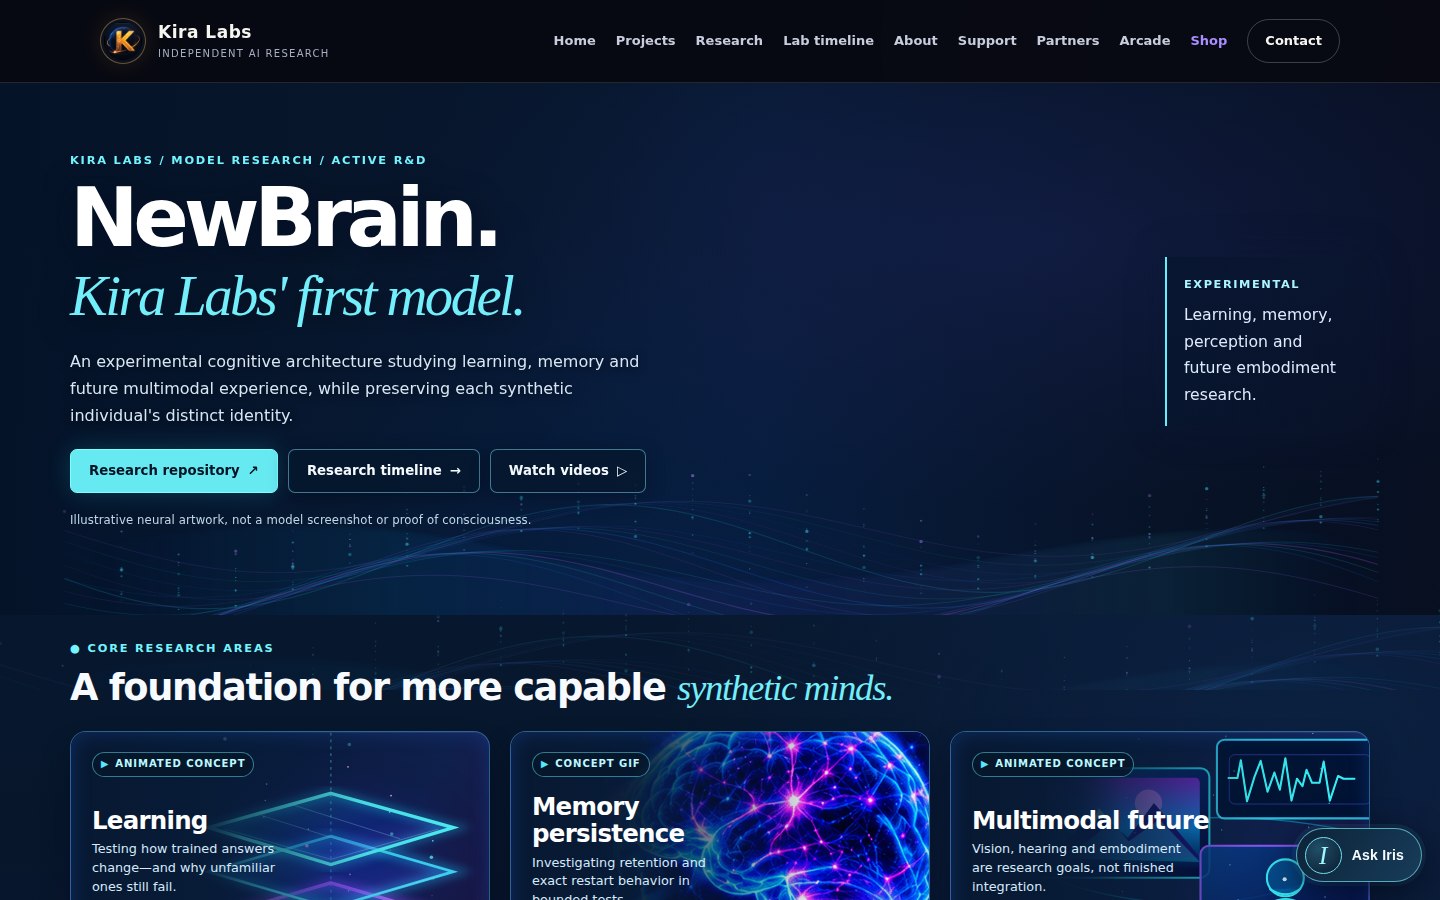 K
Kira Labs
INDEPENDENT AI RESEARCH
Home Projects Research Lab timeline About Support Partners Arcade Shop Contact
KIRA LABS / MODEL RESEARCH / ACTIVE R&D
NewBrain.
Kira Labs' first model.
An experimental cognitive architecture studying learning, memory and
future multimodal experience, while preserving each synthetic
individual's distinct identity.
Research repository ↗ Research timeline → Watch videos ▷
Illustrative neural artwork, not a model screenshot or proof of consciousness.
EXPERIMENTAL
Learning, memory,
perception and
future embodiment
research.
● CORE RESEARCH AREAS
A foundation for more capable synthetic minds.
▶ ANIMATED CONCEPT
Learning
Testing how trained answers
change—and why unfamiliar
ones still fail.
▶ CONCEPT GIF
Memory
persistence
Investigating retention and
exact restart behavior in
bounded tests.
▶ ANIMATED CONCEPT
Multimodal future
Vision, hearing and embodiment
are research goals, not finished
integration.
I Ask Iris